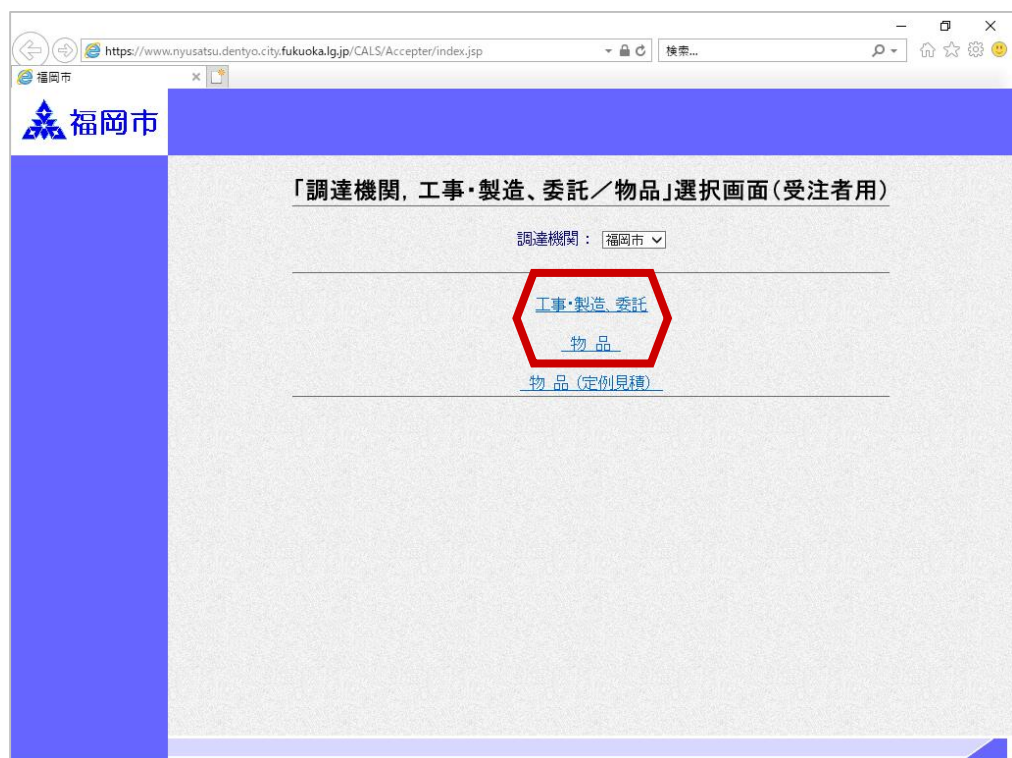 https://www.nyusatsu.dentyo.city.fukuoka.lg.jp/CALS/Accepter/index.jsp
検索...
福岡市
福岡市
「調達機関, 工事・製造、委託／物品」選択画面(受注者用)
調達機関： 福岡市
工事・製造、委託
物 品
物 品 (定例見積)